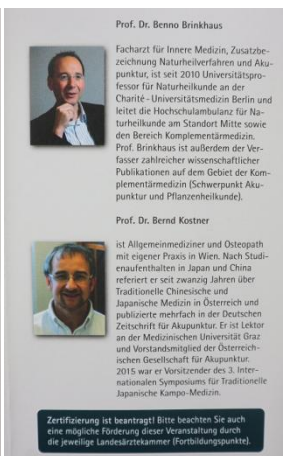 Prof. Dr. Benno Brinkhaus
Facharzt für Innere Medizin, Zusatzbe-
zeichnung Naturheilverfahren und Aku-
punktur, ist seit 2010 Universitätspro-
fessor für Naturheilkunde an der
Charité - Universitätsmedizin Berlin und
leitet die Hochschulambulanz für Na-
turheilkunde am Standort Mitte sowie
den Bereich Komplementärmedizin.
Prof. Brinkhaus ist außerdem der Ver-
fasser zahlreicher wissenschaftlicher
Publikationen auf dem Gebiet der Kom-
plementärmedizin (Schwerpunkt Aku-
punktur und Pflanzenheilkunde).
Prof. Dr. Bernd Kostner
ist Allgemeinmediziner und Osteopath
mit eigener Praxis in Wien. Nach Studi-
enaufenthalten in Japan und China
referiert er seit zwanzig Jahren über
Traditionelle Chinesische und
Japanische Medizin in Österreich und
publizierte mehrfach in der Deutschen
Zeitschrift für Akupunktur. Er ist Lektor
an der Medizinischen Universität Graz
und Vorstandsmitglied der Österreich-
ischen Gesellschaft für Akupunktur.
2015 war er Vorsitzender des 3. Inter-
nationalen Symposiums für Traditionelle
Japanische Kampo-Medizin.
Zertifizierung ist beantragt! Bitte beachten Sie auch
eine mögliche Förderung dieser Veranstaltung durch
die jeweilige Landesärztekammer (Fortbildungspunkte).